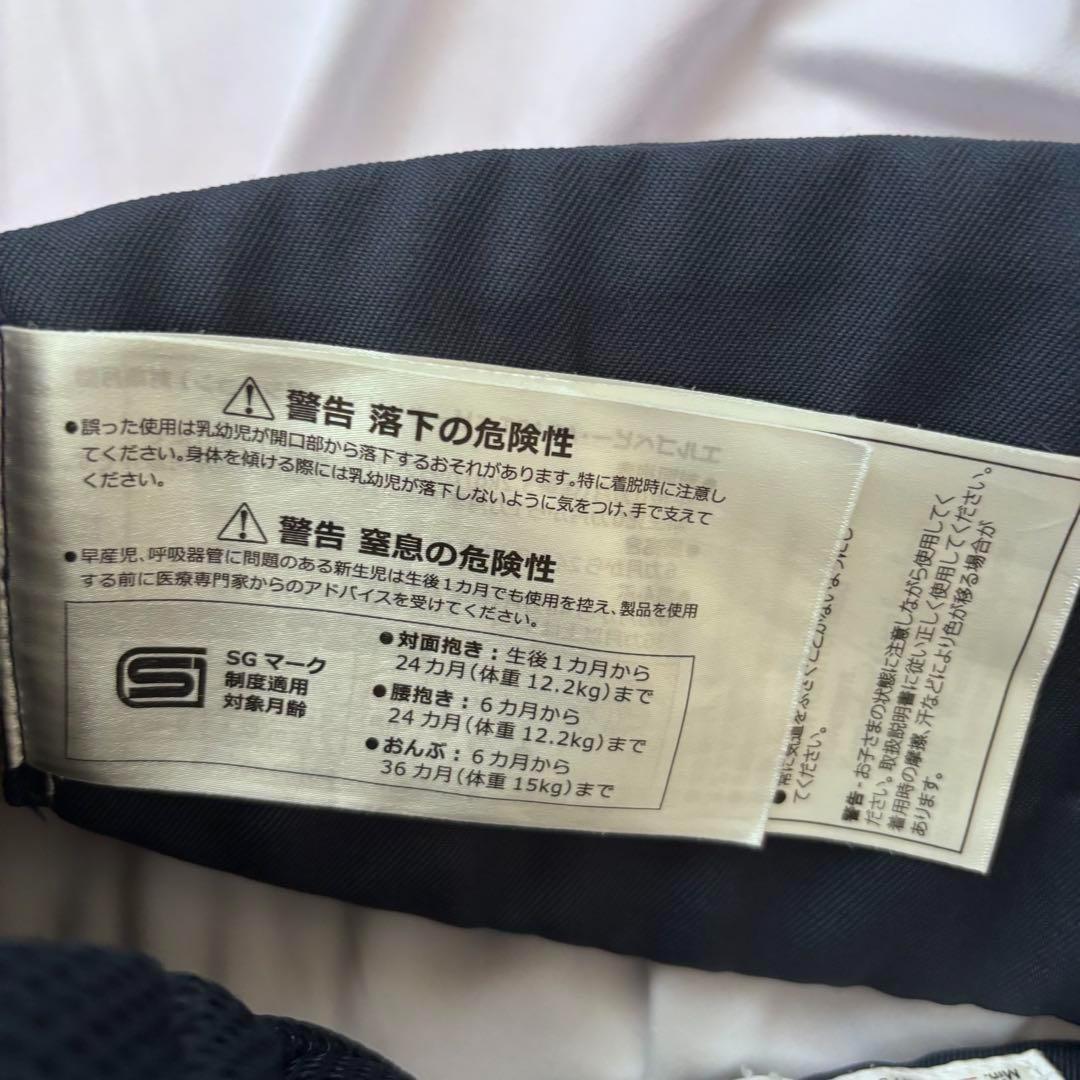 警告 落下の危険性
●誤った使用は乳幼児が開口部から落下するおそれがあります。特に着脱時に注意し
てください。身体を傾ける際には乳幼児が落下しないように気をつけ、手で支えて
ください。
警告 窒息の危険性
●早産児、呼吸器管に問題のある新生児は生後1カ月でも使用を控え、製品を使用
する前に医療専門家からのアドバイスを受けてください。
SGマーク
制度適用
対象月齢
●対面抱き：生後1カ月から
24カ月(体重12.2kg)まで
●腰抱き：6カ月から
24カ月(体重12.2kg)まで
●おんぶ：6カ月から
36カ月(体重15kg)まで
てください。
警告 - お子さまの状態に注意しながら使用してく
ださい。取扱説明書に従い正しく使用してください。
着用時の摩擦、汗などにより色が移る場合が
あります。
Min.